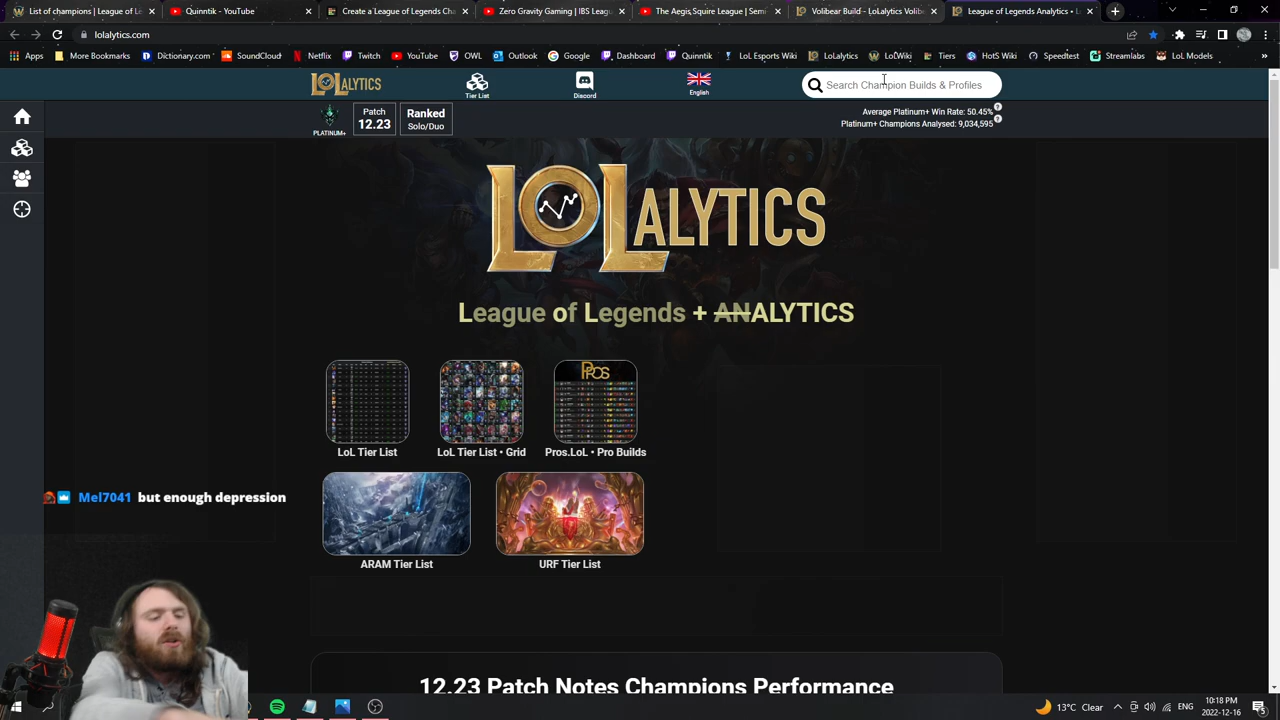 List of champions | League of Le
Quinntik - YouTube
Create a League of Legends Cha
Zero Gravity Gaming | IBS Leagu
The Aegis Squire League | Semi
Volibear Build - LoLalytics Volib
League of Legends Analytics - L
lolalytics.com
Apps
More Bookmarks
Dictionary.com
SoundCloud
Netflix
Twitch
YouTube
OWL
Outlook
Google
Dashboard
Quinntik
LoL Esports Wiki
LoLalytics
LolWiki
Tiers
HotS Wiki
Speedtest
Streamlabs
LoL Models
LOLALYTICS
Tier List
Discord
English
Search Champion Builds & Profiles
PLATINUM+
Patch
12.23
Ranked
Solo/Duo
Average Platinum+ Win Rate: 50.45%
Platinum+ Champions Analysed: 9,034,595
LOLALYTICS
League of Legends + ANALYTICS
PROS
LoL Tier List
LoL Tier List • Grid
Pros.LoL • Pro Builds
Mel7041 but enough depression
ARAM Tier List
URF Tier List
12.23 Patch Notes Champions Performance
13°C Clear
ENG
10:18 PM
2022-12-16
5